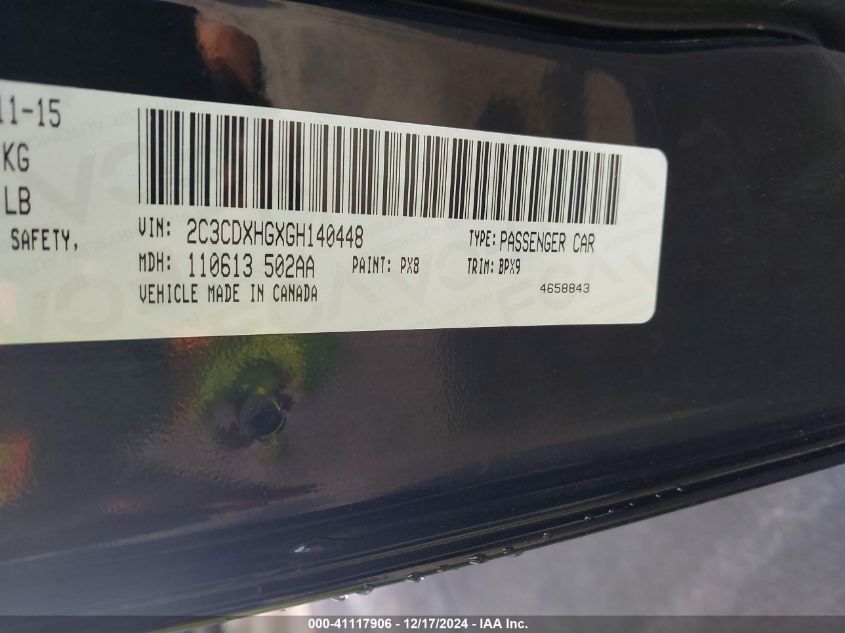 11-15
KG
LB
SAFETY,
VIN: 2C3CDXHGXGH140448 TYPE: PASSENGER CAR
MDH: 110613 502AA PAINT: PX8 TRIM: BPX9
VEHICLE MADE IN CANADA 4658843
000-41117906 – 12/17/2024 – IAA Inc.